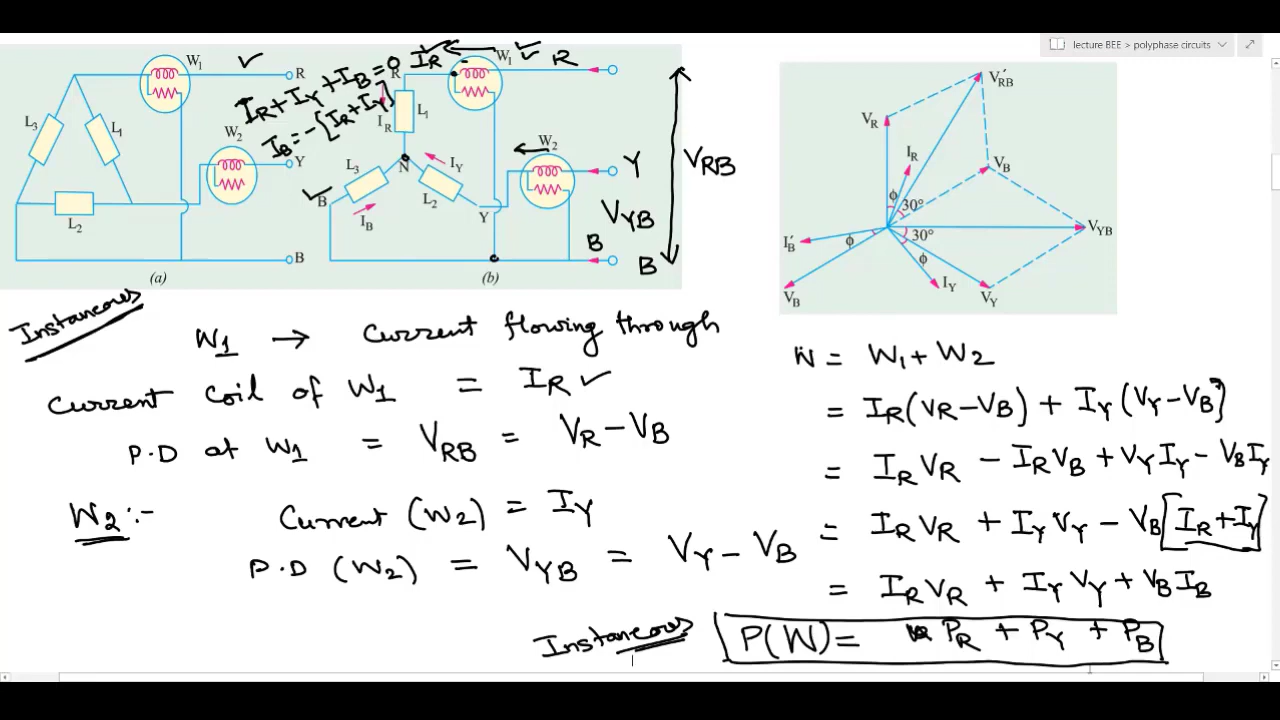 lecture BEE > polyphase circuits
W1
R
L3
L1
W2
Y
L2
B
(a)
IR+IY+IB=0
IB=-[IR+IY]
IR
R
W1
R
L1
IR
N
W2
L3
IY
Y
VRB
B
L2
IB
Y
VYB
B
B
(b)
V'RB
VR
IR
VB
φ
30°
VYB
I'B
φ
30°
φ
VB
IY
VY
Instaneous
W1 → Current flowing through
Current coil of W1 = IR ✓
P.D at W1 = VRB = VR-VB
W2:- Current (W2) = IY
P.D (W2) = VYB = VY-VB
W = W1+W2
= IR(VR-VB) + IY(VY-VB)
= IRVR - IRVB + VYIY - VBIY
= IRVR + IYVY - VB[IR+IY]
= IRVR + IYVY + VBIB
Instaneous P(W) = PR + PY + PB